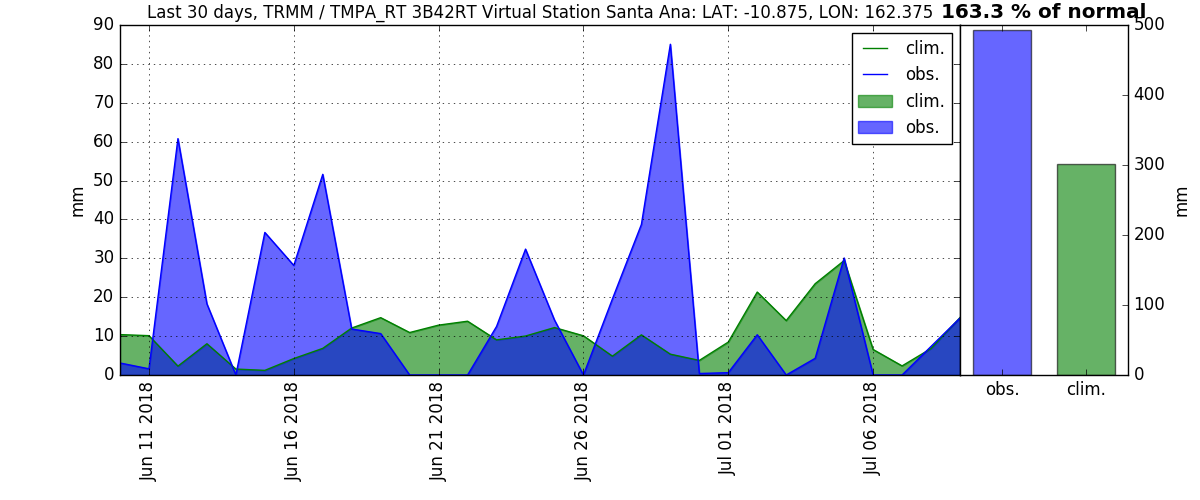 Last 30 days, TRMM / TMPA_RT 3B42RT Virtual Station Santa Ana: LAT: -10.875, LON: 162.375 163.3 % of normal
90
80
70
60
50
40
30
20
10
0
mm
clim.
obs.
clim.
obs.
Jun 11 2018
Jun 16 2018
Jun 21 2018
Jun 26 2018
Jul 01 2018
Jul 06 2018
500
400
300
200
100
0
mm
obs. clim.